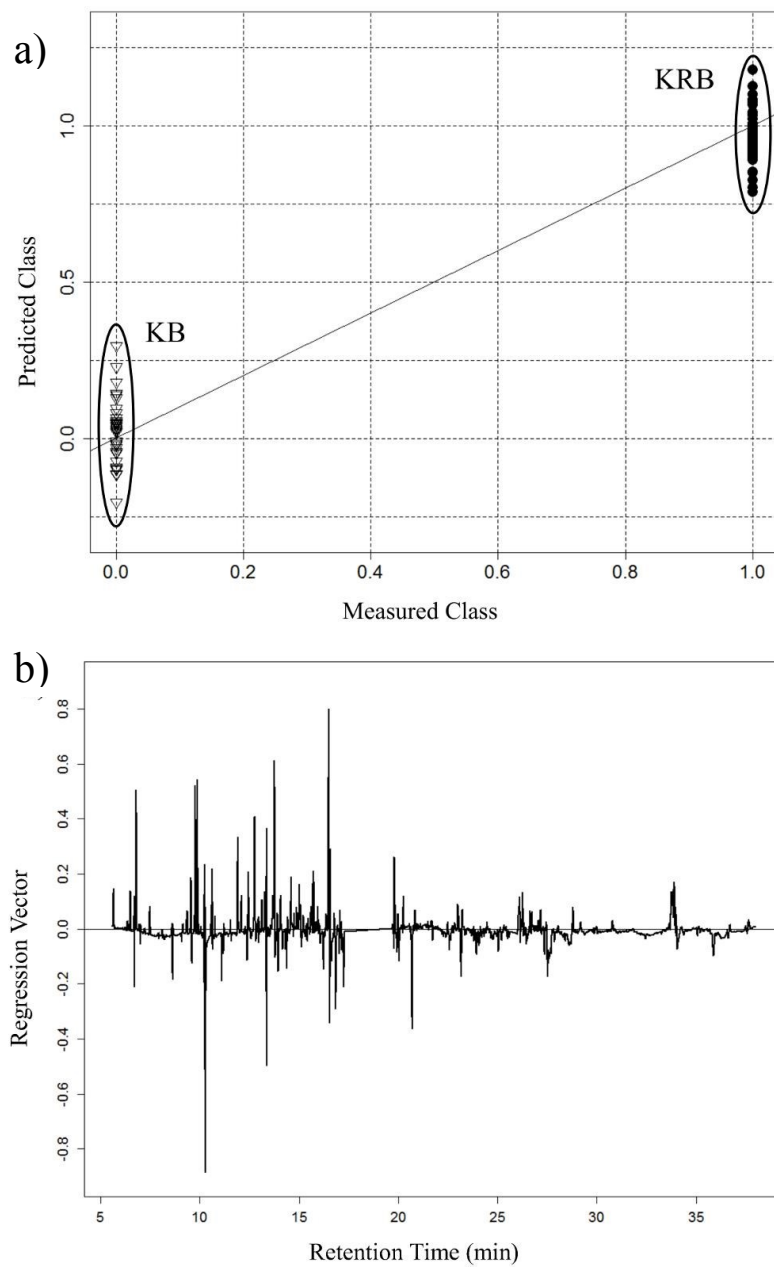 a)
KRB
KB
1.0
0.5
0.0
Predicted Class
0.0 0.2 0.4 0.6 0.8 1.0
Measured Class
b)
0.8
0.6
0.4
0.2
0.0
-0.2
-0.4
-0.6
-0.8
Regression Vector
5 10 15 20 25 30 35
Retention Time (min)